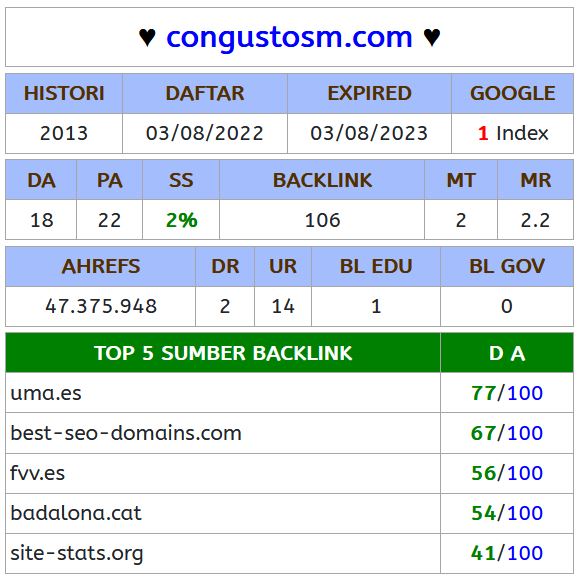 ♥ congustosm.com ♥
HISTORI DAFTAR EXPIRED GOOGLE
2013 03/08/2022 03/08/2023 1 Index
DA PA SS BACKLINK MT MR
18 22 2% 106 2 2.2
AHREFS DR UR BL EDU BL GOV
47.375.948 2 14 1 0
TOP 5 SUMBER BACKLINK D A
uma.es 77/100
best-seo-domains.com 67/100
fvv.es 56/100
badalona.cat 54/100
site-stats.org 41/100